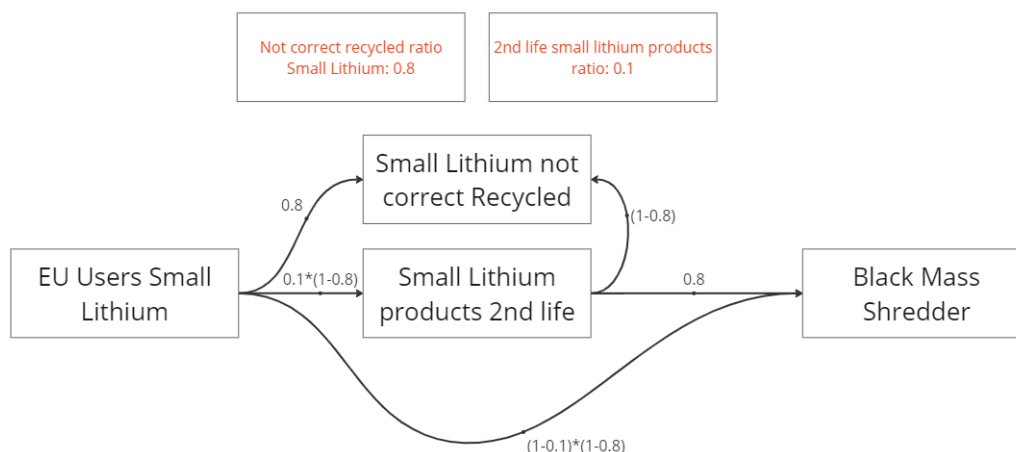 Not correct recycled ratio
Small Lithium: 0.8
2nd life small lithium products
ratio: 0.1
Small Lithium not
correct Recycled
0.8
(1-0.8)
EU Users Small
Lithium
0.1*(1-0.8)
Small Lithium
products 2nd life
0.8
Black Mass
Shredder
(1-0.1)*(1-0.8)